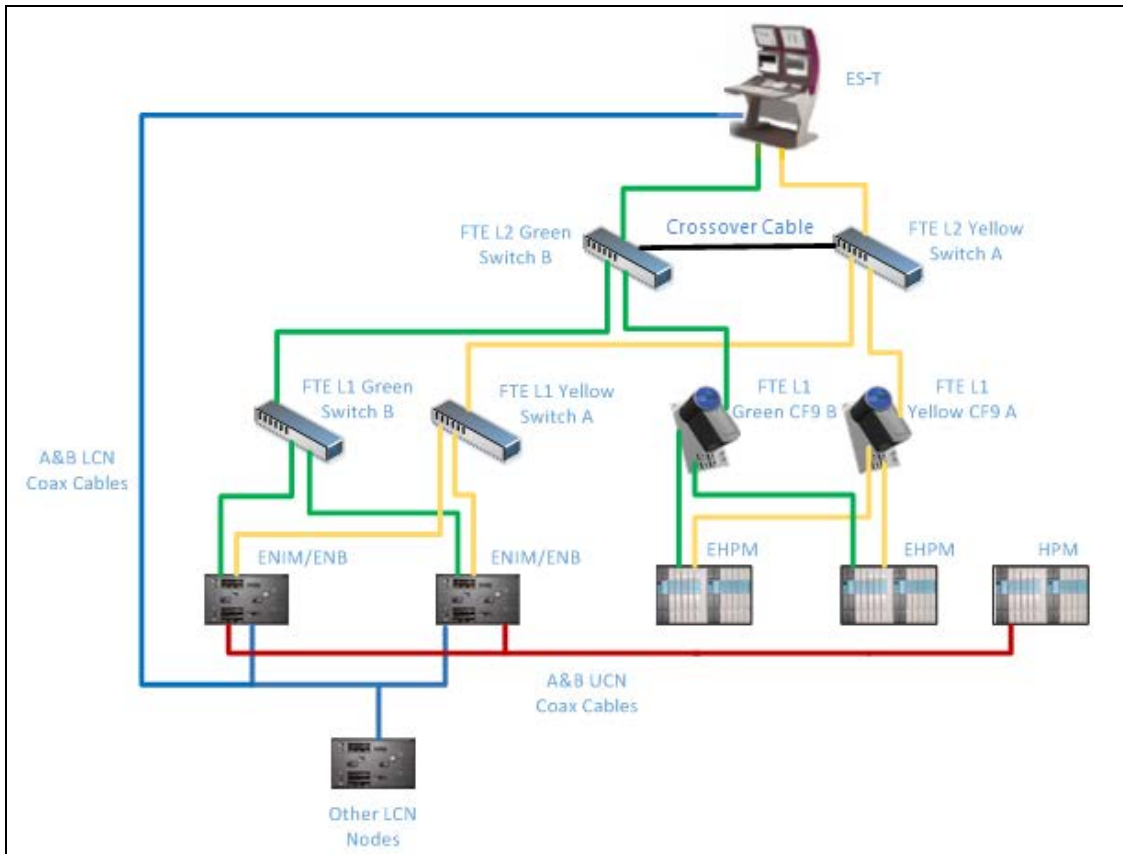 ES-T
FTE L2 Green
Switch B
Crossover Cable
FTE L2 Yellow
Switch A
FTE L1 Green
Switch B
FTE L1 Yellow
Switch A
FTE L1
Green CF9 B
FTE L1
Yellow CF9 A
A&B LCN
Coax Cables
ENIM/ENB
ENIM/ENB
EHPM
EHPM
HPM
A&B UCN
Coax Cables
Other LCN
Nodes